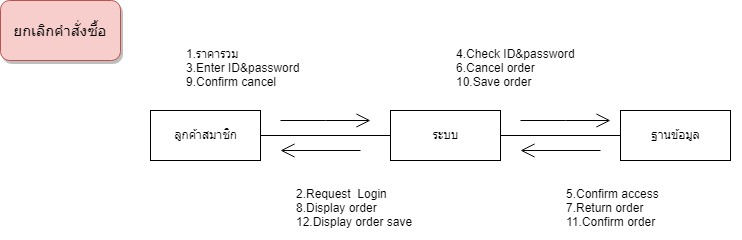 ยกเลิกคำสั่งซื้อ
1.ราคารวม
3.Enter ID&password
9.Confirm cancel
4.Check ID&password
6.Cancel order
10.Save order
ลูกค้าสมาชิก
ระบบ
ฐานข้อมูล
2.Request  Login
8.Display order
12.Display order save
5.Confirm access
7.Return order
11.Confirm order